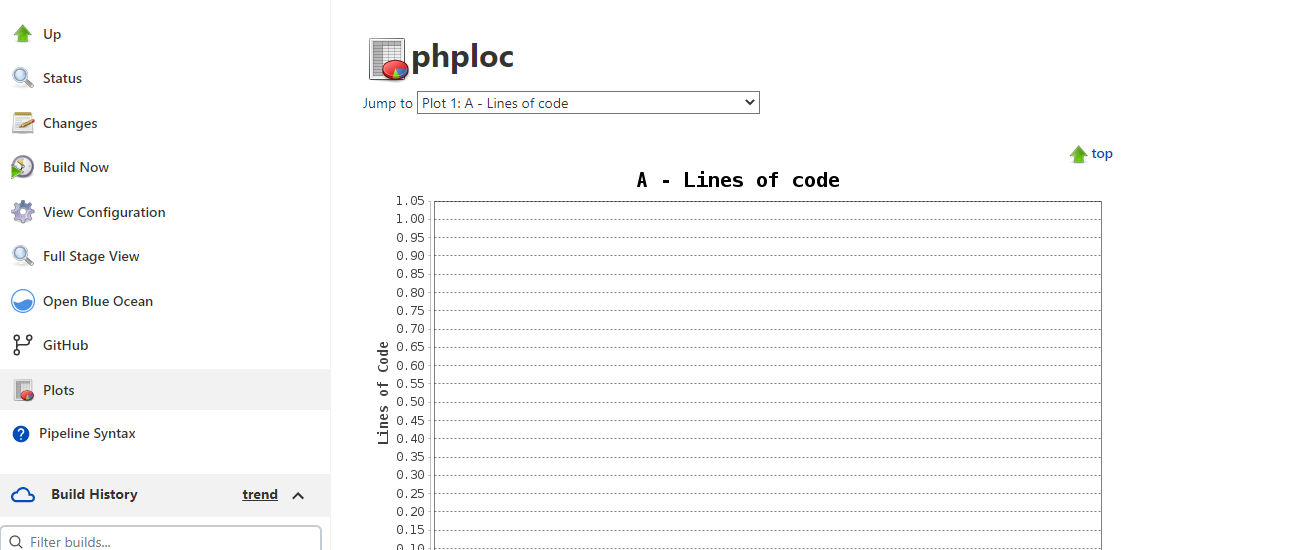 Up
Status
Changes
Build Now
View Configuration
Full Stage View
Open Blue Ocean
GitHub
Plots
Pipeline Syntax
Build History trend
Filter builds...
phploc
Jump to Plot 1: A - Lines of code
top
A - Lines of code
1.05
1.00
0.95
0.90
0.85
0.80
0.75
0.70
0.65
0.60
0.55
0.50
0.45
0.40
0.35
0.30
0.25
0.20
0.15
0.10
Lines of Code